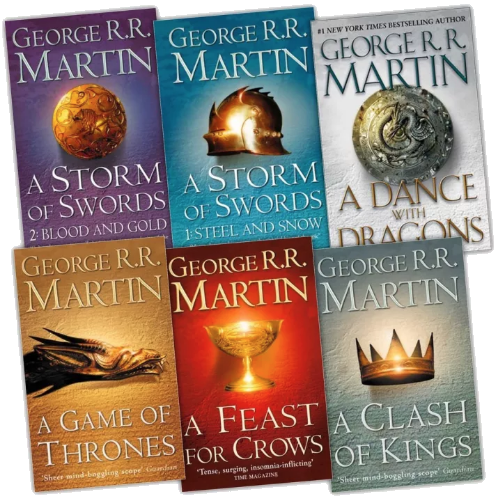 GEORGE R.R.
MARTIN
A STORM
OF SWORDS
2: BLOOD AND GOLD
GEORGE R.R.
MARTIN
A STORM
OF SWORDS
1: STEEL AND SNOW
#1 NEW YORK TIMES BESTSELLING AUTHOR
GEORGE R. R.
MARTIN
A DANCE
WITH
DRAGONS
GEORGE R.R.
MARTIN
A GAME OF
THRONES
'Sheer mind-boggling scope' Guardian
GEORGE R.R.
MARTIN
A FEAST
FOR CROWS
'Tense, surging, insomnia-inflicting'
TIME MAGAZINE
GEORGE R.R.
MARTIN
A CLASH
OF KINGS
'Sheer mind-boggling scope' Guardian